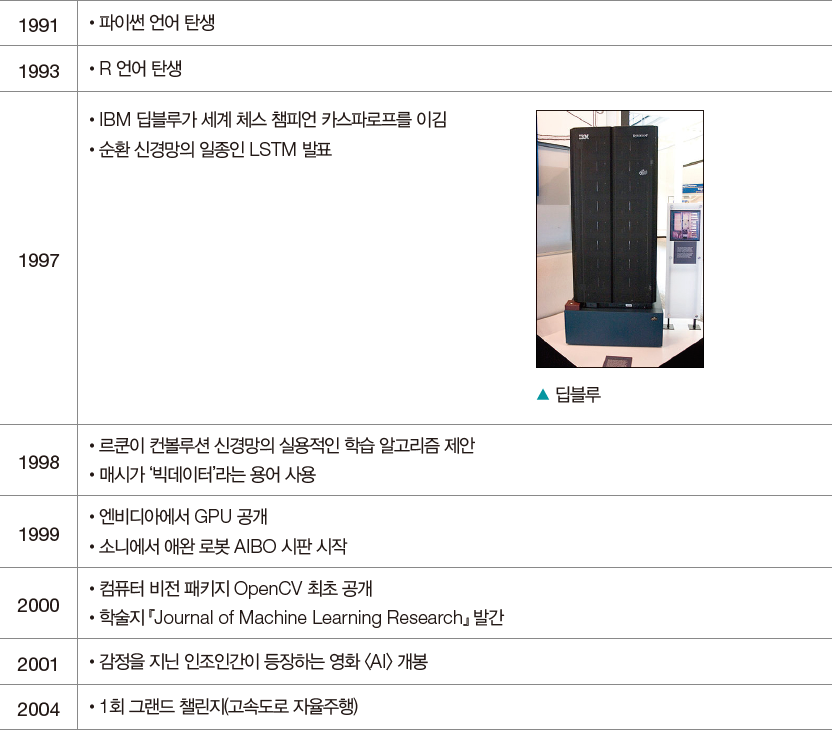 1991
• 파이썬 언어 탄생
1993
• R 언어 탄생
1997
• IBM 딥블루가 세계 체스 챔피언 카스파로프를 이김
• 순환 신경망의 일종인 LSTM 발표
IBM
▲ 딥블루
1998
• 르쿤이 컨볼루션 신경망의 실용적인 학습 알고리즘 제안
• 매시가 ‘빅데이터’라는 용어 사용
1999
• 엔비디아에서 GPU 공개
• 소니에서 애완 로봇 AIBO 시판 시작
2000
• 컴퓨터 비전 패키지 OpenCV 최초 공개
• 학술지 『Journal of Machine Learning Research』 발간
2001
• 감정을 지닌 인조인간이 등장하는 영화 〈AI〉 개봉
2004
• 1회 그랜드 챌린지(고속도로 자율주행)